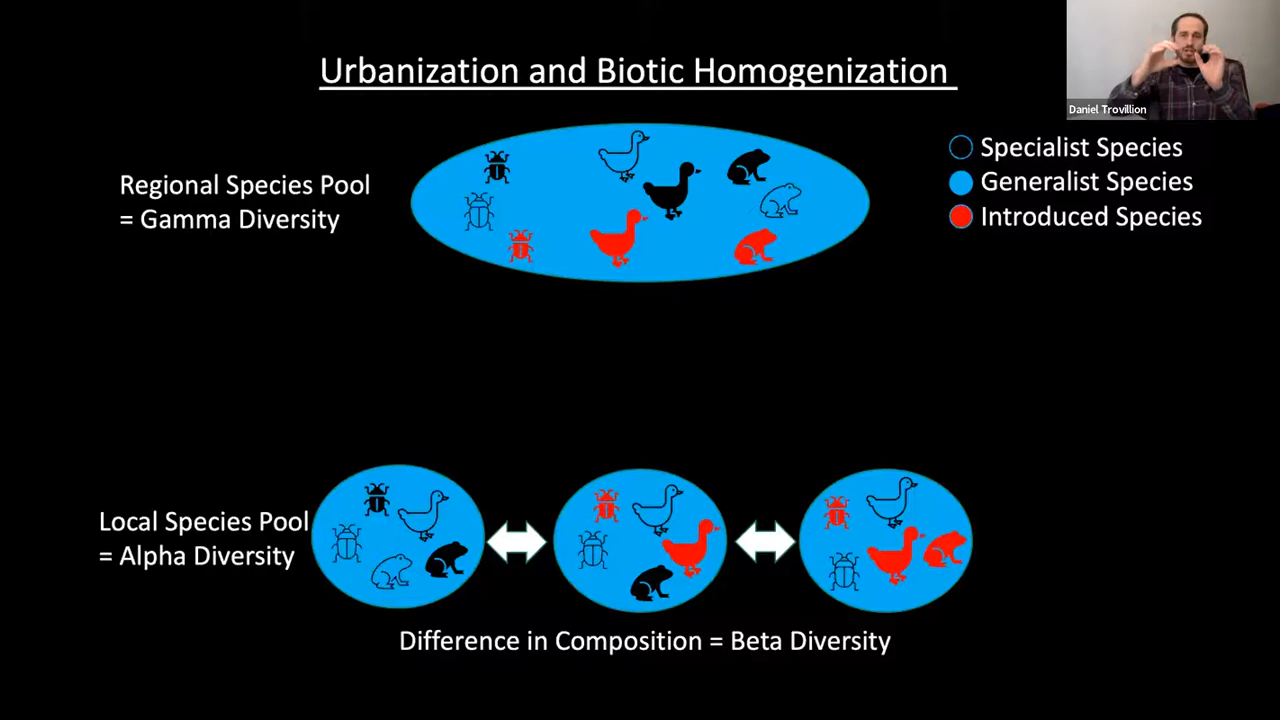 Urbanization and Biotic Homogenization
Daniel Trovillion
Regional Species Pool
= Gamma Diversity
Specialist Species
Generalist Species
Introduced Species
Local Species Pool
= Alpha Diversity
Difference in Composition = Beta Diversity